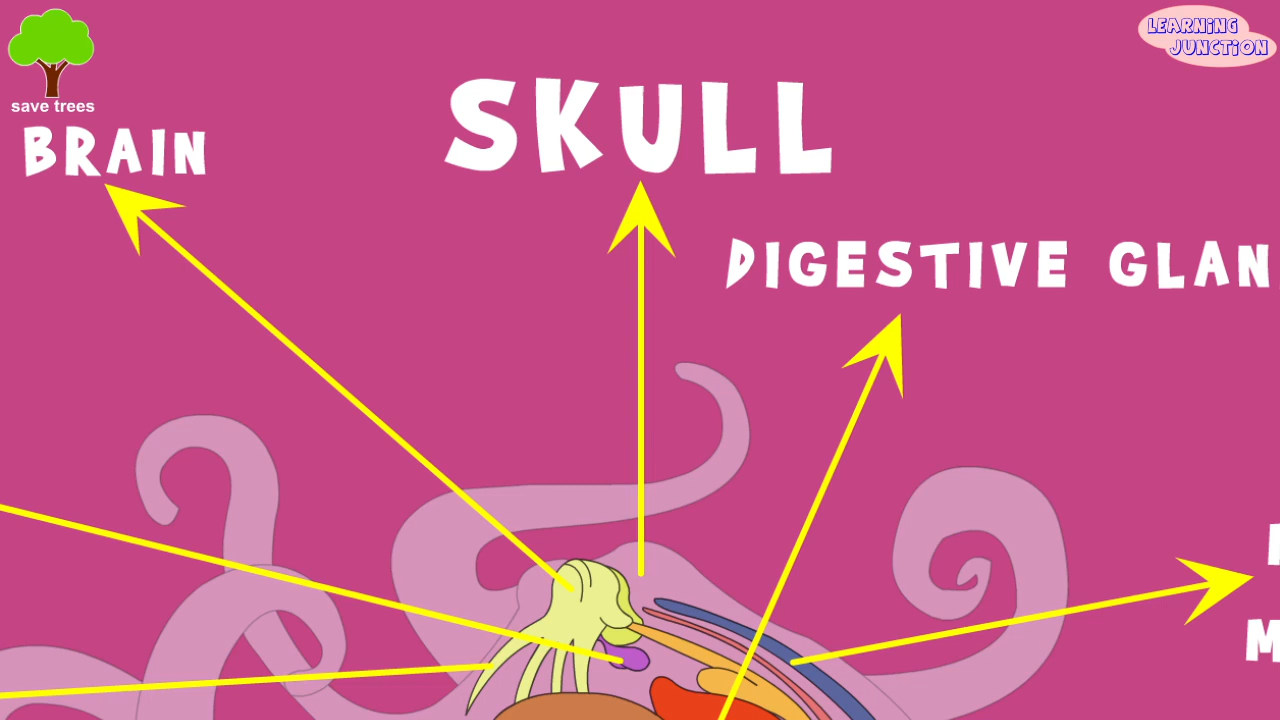 LEARNING
JUNCTION
save trees
BRAIN
SKULL
DIGESTIVE GLAN
M